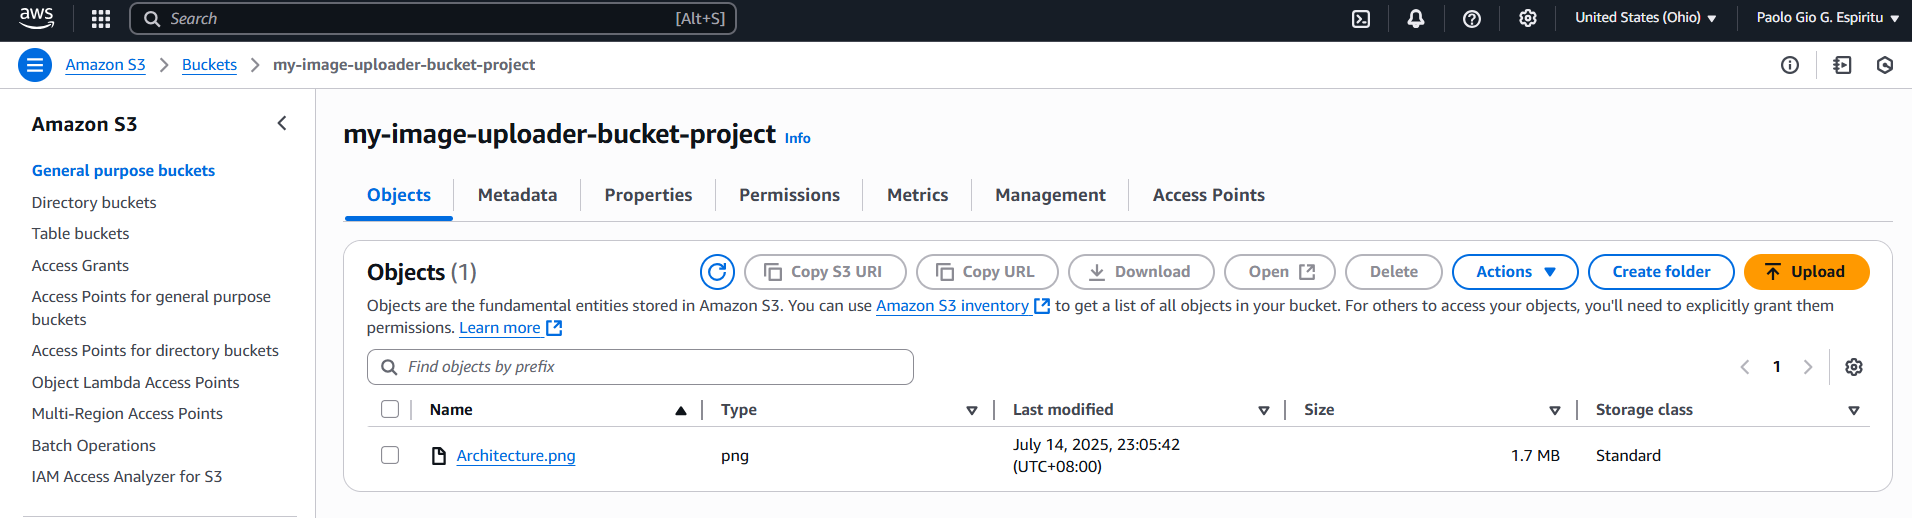 aws
Search [Alt+S]
United States (Ohio)
Paolo Gio G. Espiritu
Amazon S3
Buckets
my-image-uploader-bucket-project
Amazon S3
General purpose buckets
Directory buckets
Table buckets
Access Grants
Access Points for general purpose
buckets
Access Points for directory buckets
Object Lambda Access Points
Multi-Region Access Points
Batch Operations
IAM Access Analyzer for S3
my-image-uploader-bucket-project Info
Objects Metadata Properties Permissions Metrics Management Access Points
Objects (1)
Copy S3 URI Copy URL Download Open Delete Actions Create folder Upload
Objects are the fundamental entities stored in Amazon S3. You can use Amazon S3 inventory to get a list of all objects in your bucket. For others to access your objects, you'll need to explicitly grant them
permissions. Learn more
Find objects by prefix
1
Name Type Last modified Size Storage class
Architecture.png png July 14, 2025, 23:05:42 1.7 MB Standard
(UTC+08:00)